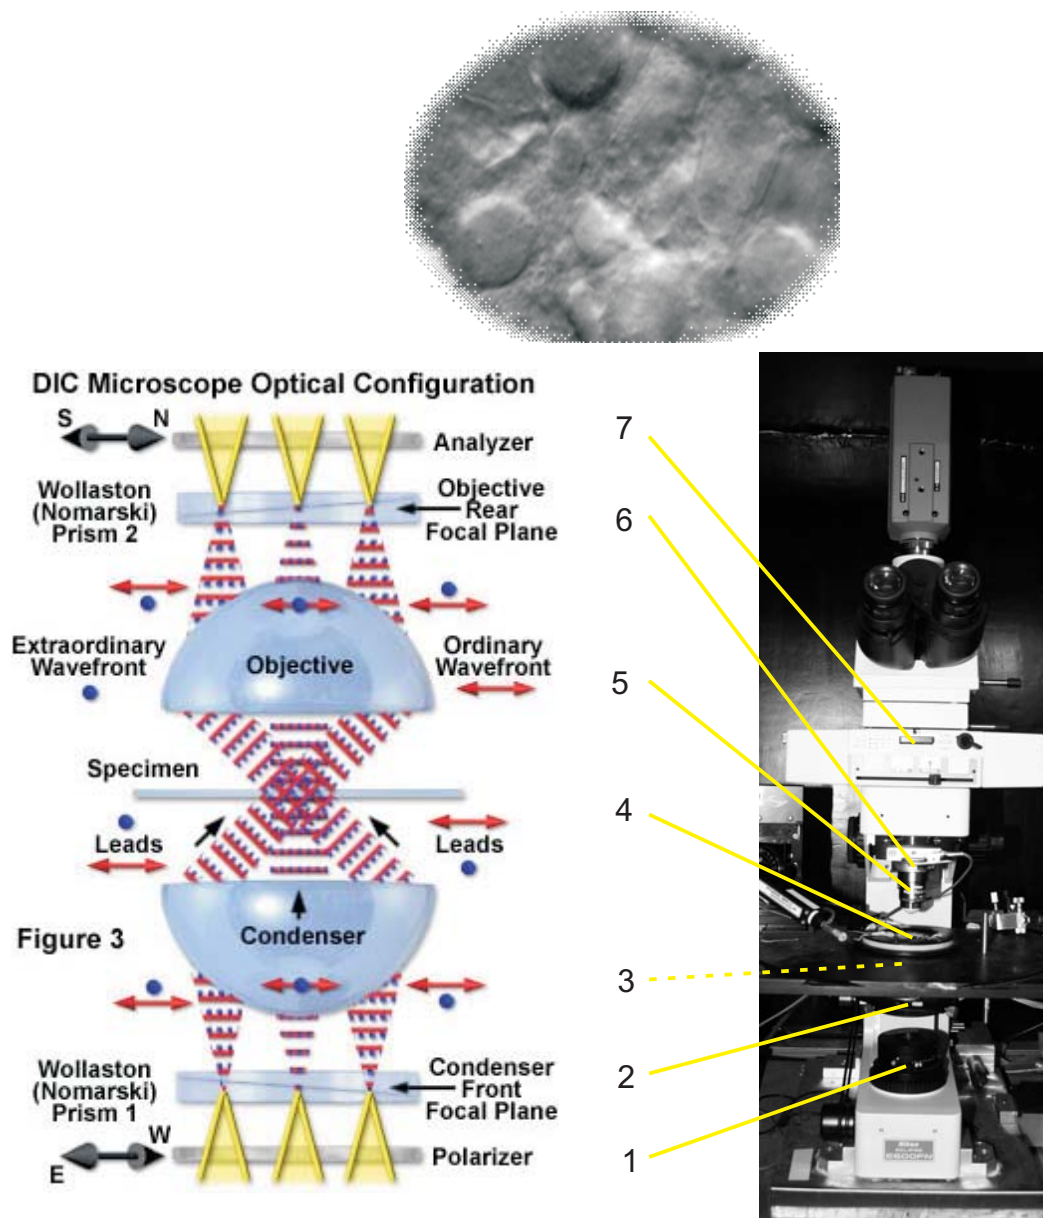 DIC Microscope Optical Configuration
S N
Analyzer
Wollaston
(Nomarski)
Prism 2
Objective
Rear
Focal Plane
Extraordinary
Wavefront
Objective
Ordinary
Wavefront
Specimen
Leads
Leads
Figure 3
Condenser
Wollaston
(Nomarski)
Prism 1
Condenser
Front
Focal Plane
W
E
Polarizer
7
6
5
4
3
2
1
Nikon
ECLIPSE
E600FN